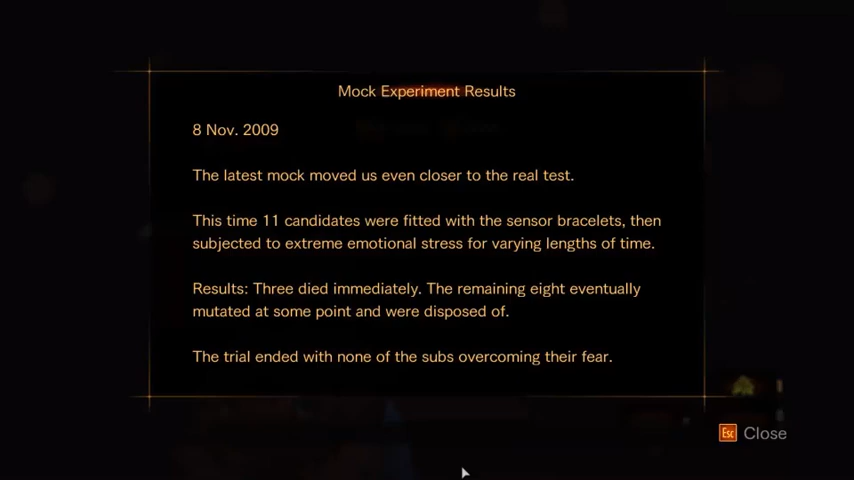 Mock Experiment Results
8 Nov. 2009
The latest mock moved us even closer to the real test.
This time 11 candidates were fitted with the sensor bracelets, then
subjected to extreme emotional stress for varying lengths of time.
Results: Three died immediately. The remaining eight eventually
mutated at some point and were disposed of.
The trial ended with none of the subs overcoming their fear.
Esc Close